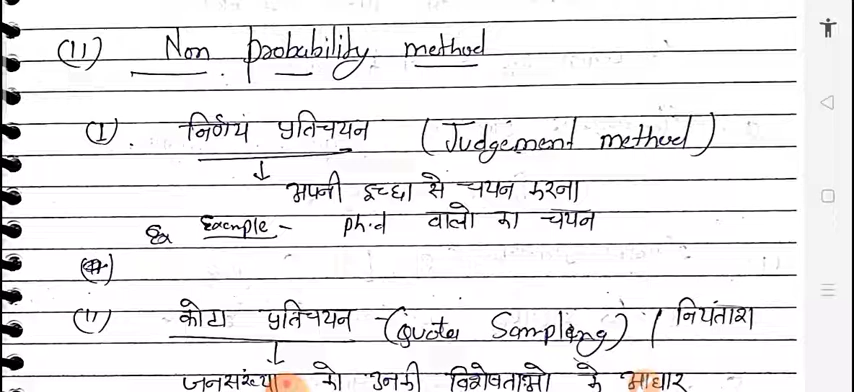 (II) Non probability method
(I). निर्णय प्रतिचयन (Judgement method)
↓ अपनी इच्छा से चयन करना
Ex Example - ph.d वालो का चयन
(II) कोटा प्रतिचयन (Quota Sampling) /
↓
जनसंख्या को उनकी विशेषताओ के आधार